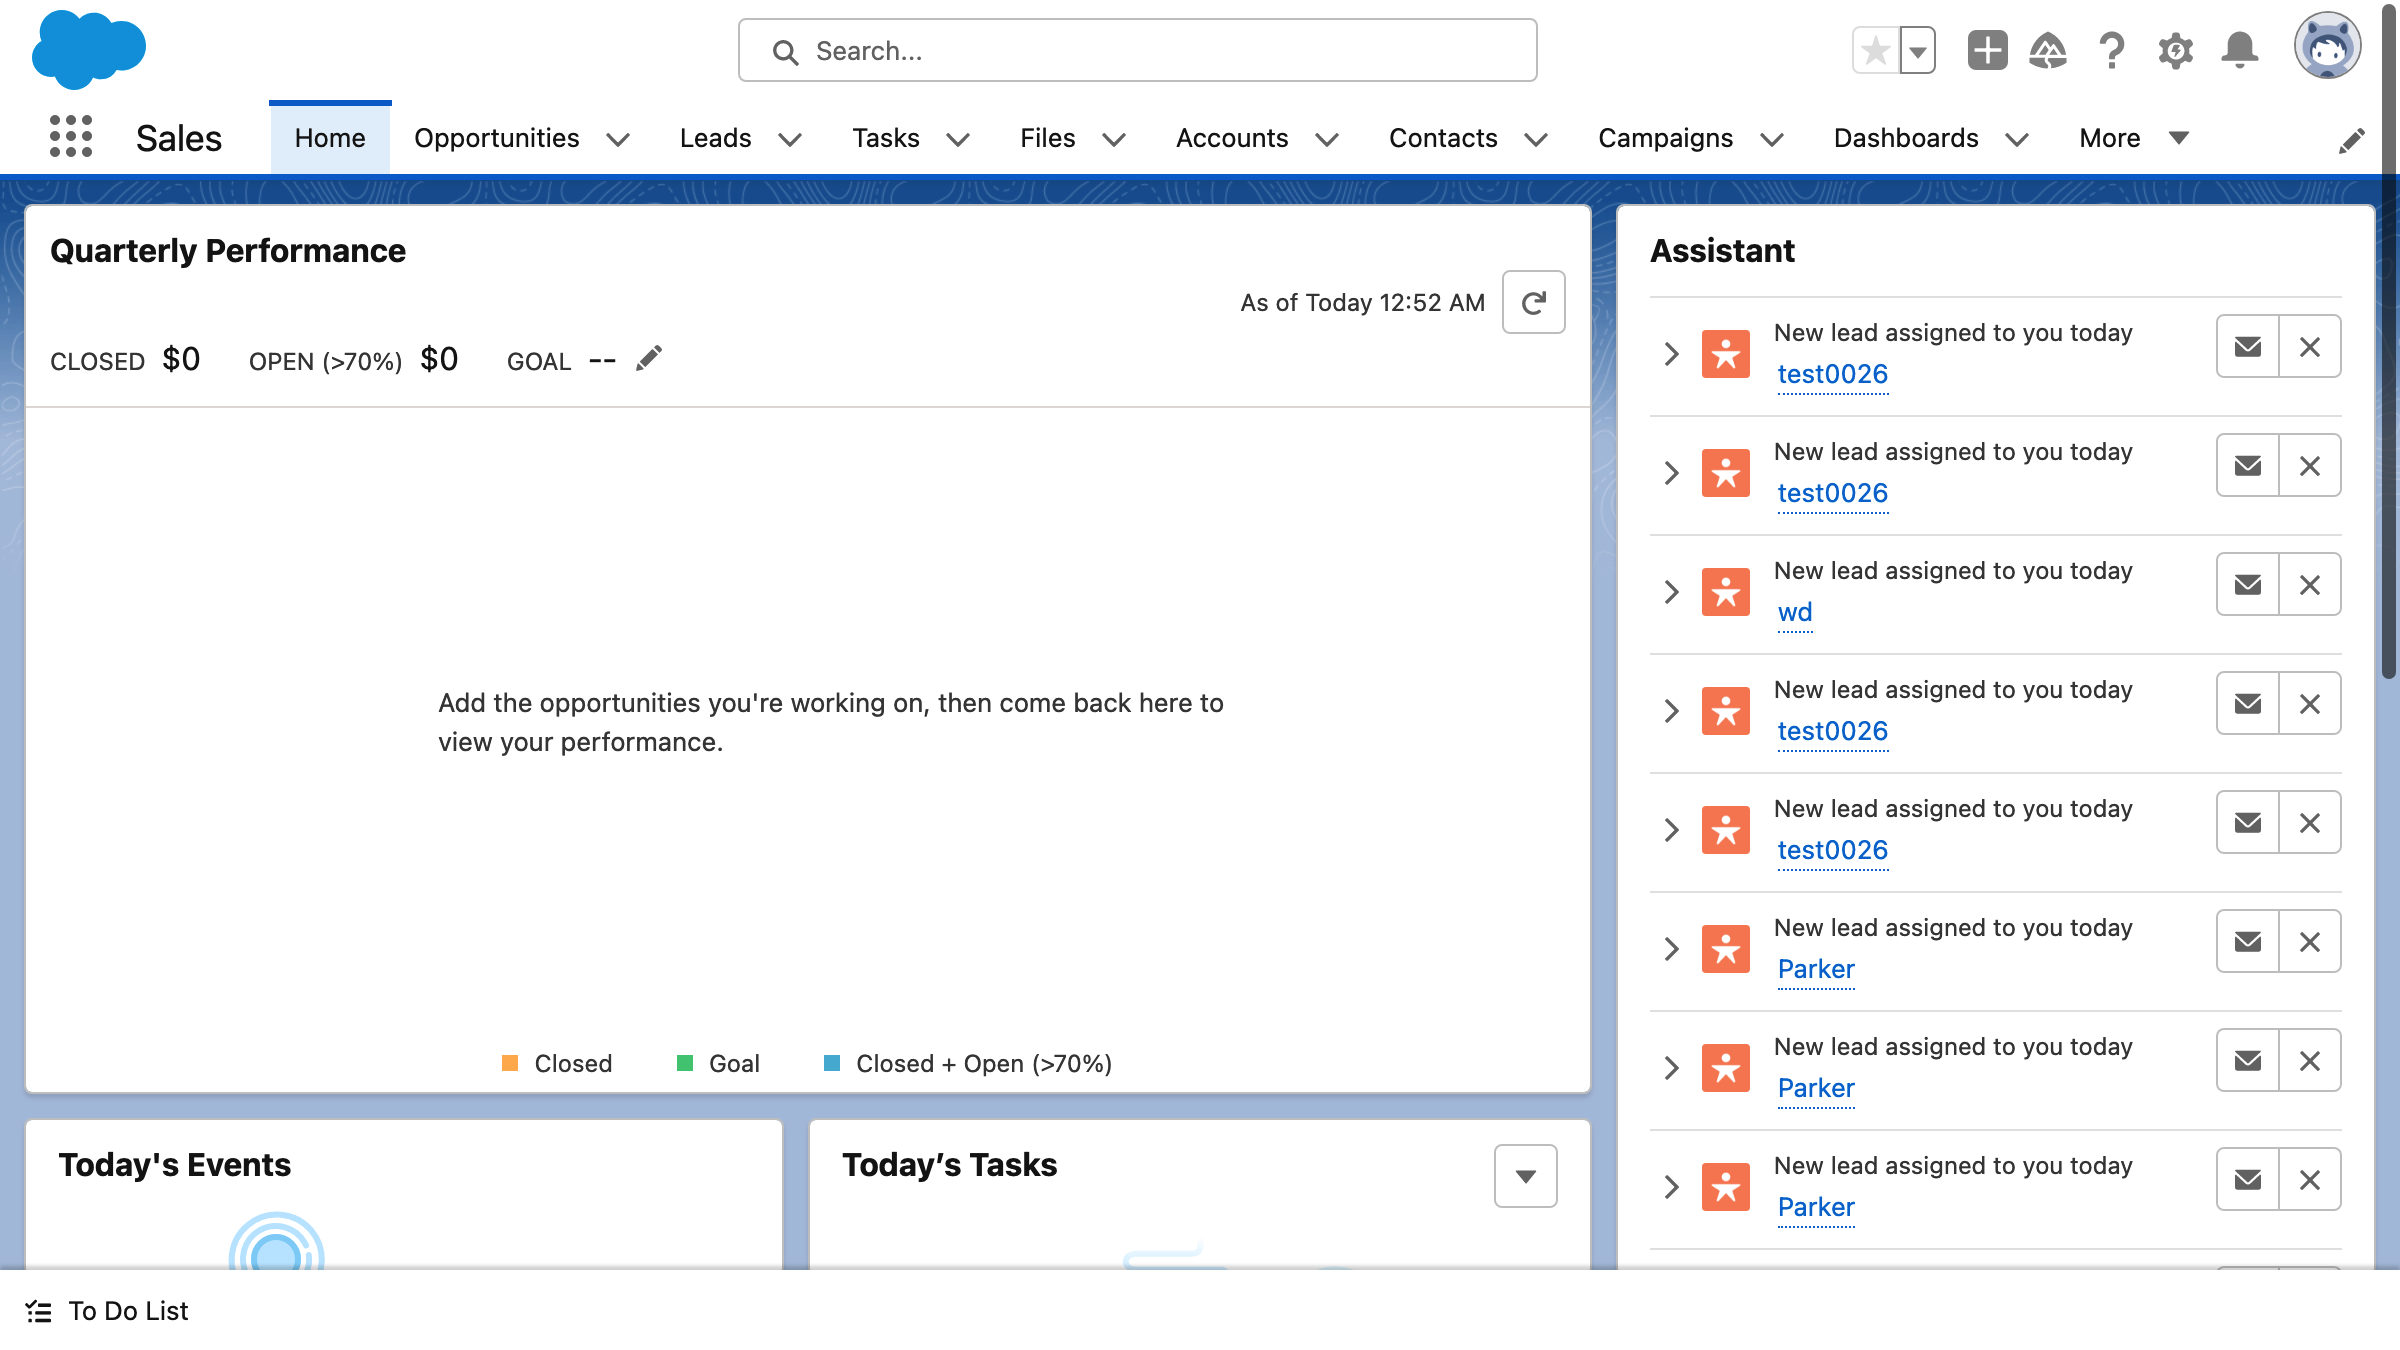 Search...
Sales
Home
Opportunities
Leads
Tasks
Files
Accounts
Contacts
Campaigns
Dashboards
More
Quarterly Performance
As of Today 12:52 AM
CLOSED $0 OPEN (>70%) $0 GOAL --
Add the opportunities you're working on, then come back here to
view your performance.
Closed
Goal
Closed + Open (>70%)
Today's Events
Today’s Tasks
Assistant
New lead assigned to you today
test0026
New lead assigned to you today
test0026
New lead assigned to you today
wd
New lead assigned to you today
test0026
New lead assigned to you today
test0026
New lead assigned to you today
Parker
New lead assigned to you today
Parker
New lead assigned to you today
Parker
To Do List